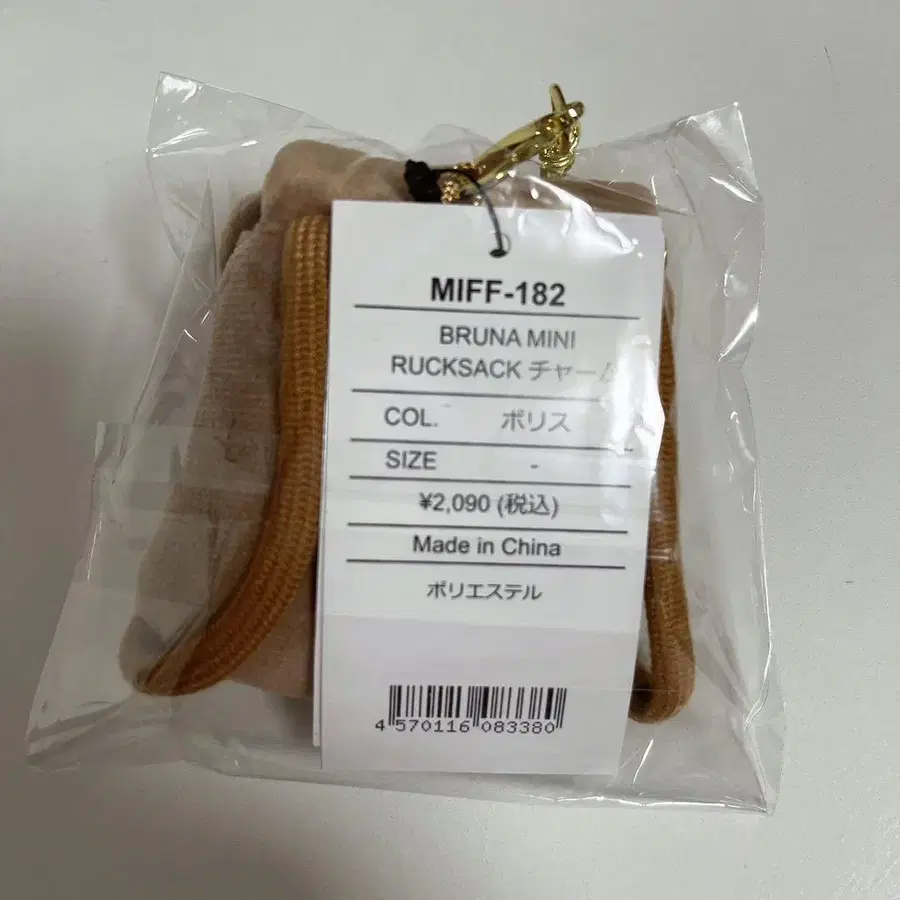 MIFF-182
BRUNA MINI
RUCKSACK チャーム
COL. ボリス
SIZE -
¥2,090 (税込)
Made in China
ポリエステル
4 570116 083380